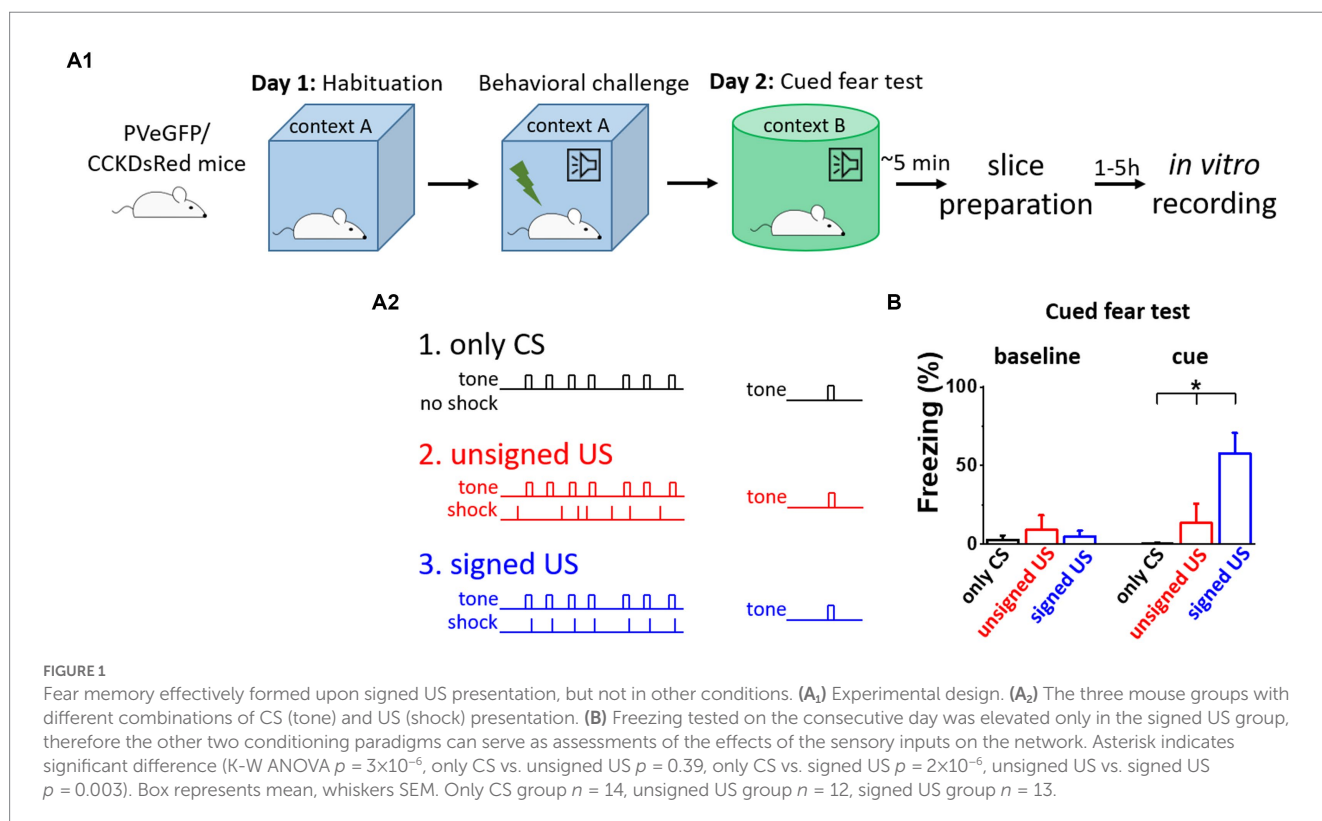 A1
Day 1: Habituation
Behavioral challenge
Day 2: Cued fear test
PVeGFP/
CCKDsRed mice
context A
context A
context B
~5 min
slice
preparation
1-5h
in vitro
recording
A2
1. only CS
tone
no shock
tone
2. unsigned US
tone
shock
tone
3. signed US
tone
shock
tone
B
Cued fear test
baseline
cue
Freezing (%)
100
50
0
*
only CS
unsigned US
signed US
only CS
unsigned US
signed US
FIGURE 1
Fear memory effectively formed upon signed US presentation, but not in other conditions. (A₁) Experimental design. (A₂) The three mouse groups with
different combinations of CS (tone) and US (shock) presentation. (B) Freezing tested on the consecutive day was elevated only in the signed US group,
therefore the other two conditioning paradigms can serve as assessments of the effects of the sensory inputs on the network. Asterisk indicates
significant difference (K-W ANOVA p = 3×10⁻⁶, only CS vs. unsigned US p = 0.39, only CS vs. signed US p = 2×10⁻⁶, unsigned US vs. signed US
p = 0.003). Box represents mean, whiskers SEM. Only CS group n = 14, unsigned US group n = 12, signed US group n = 13.